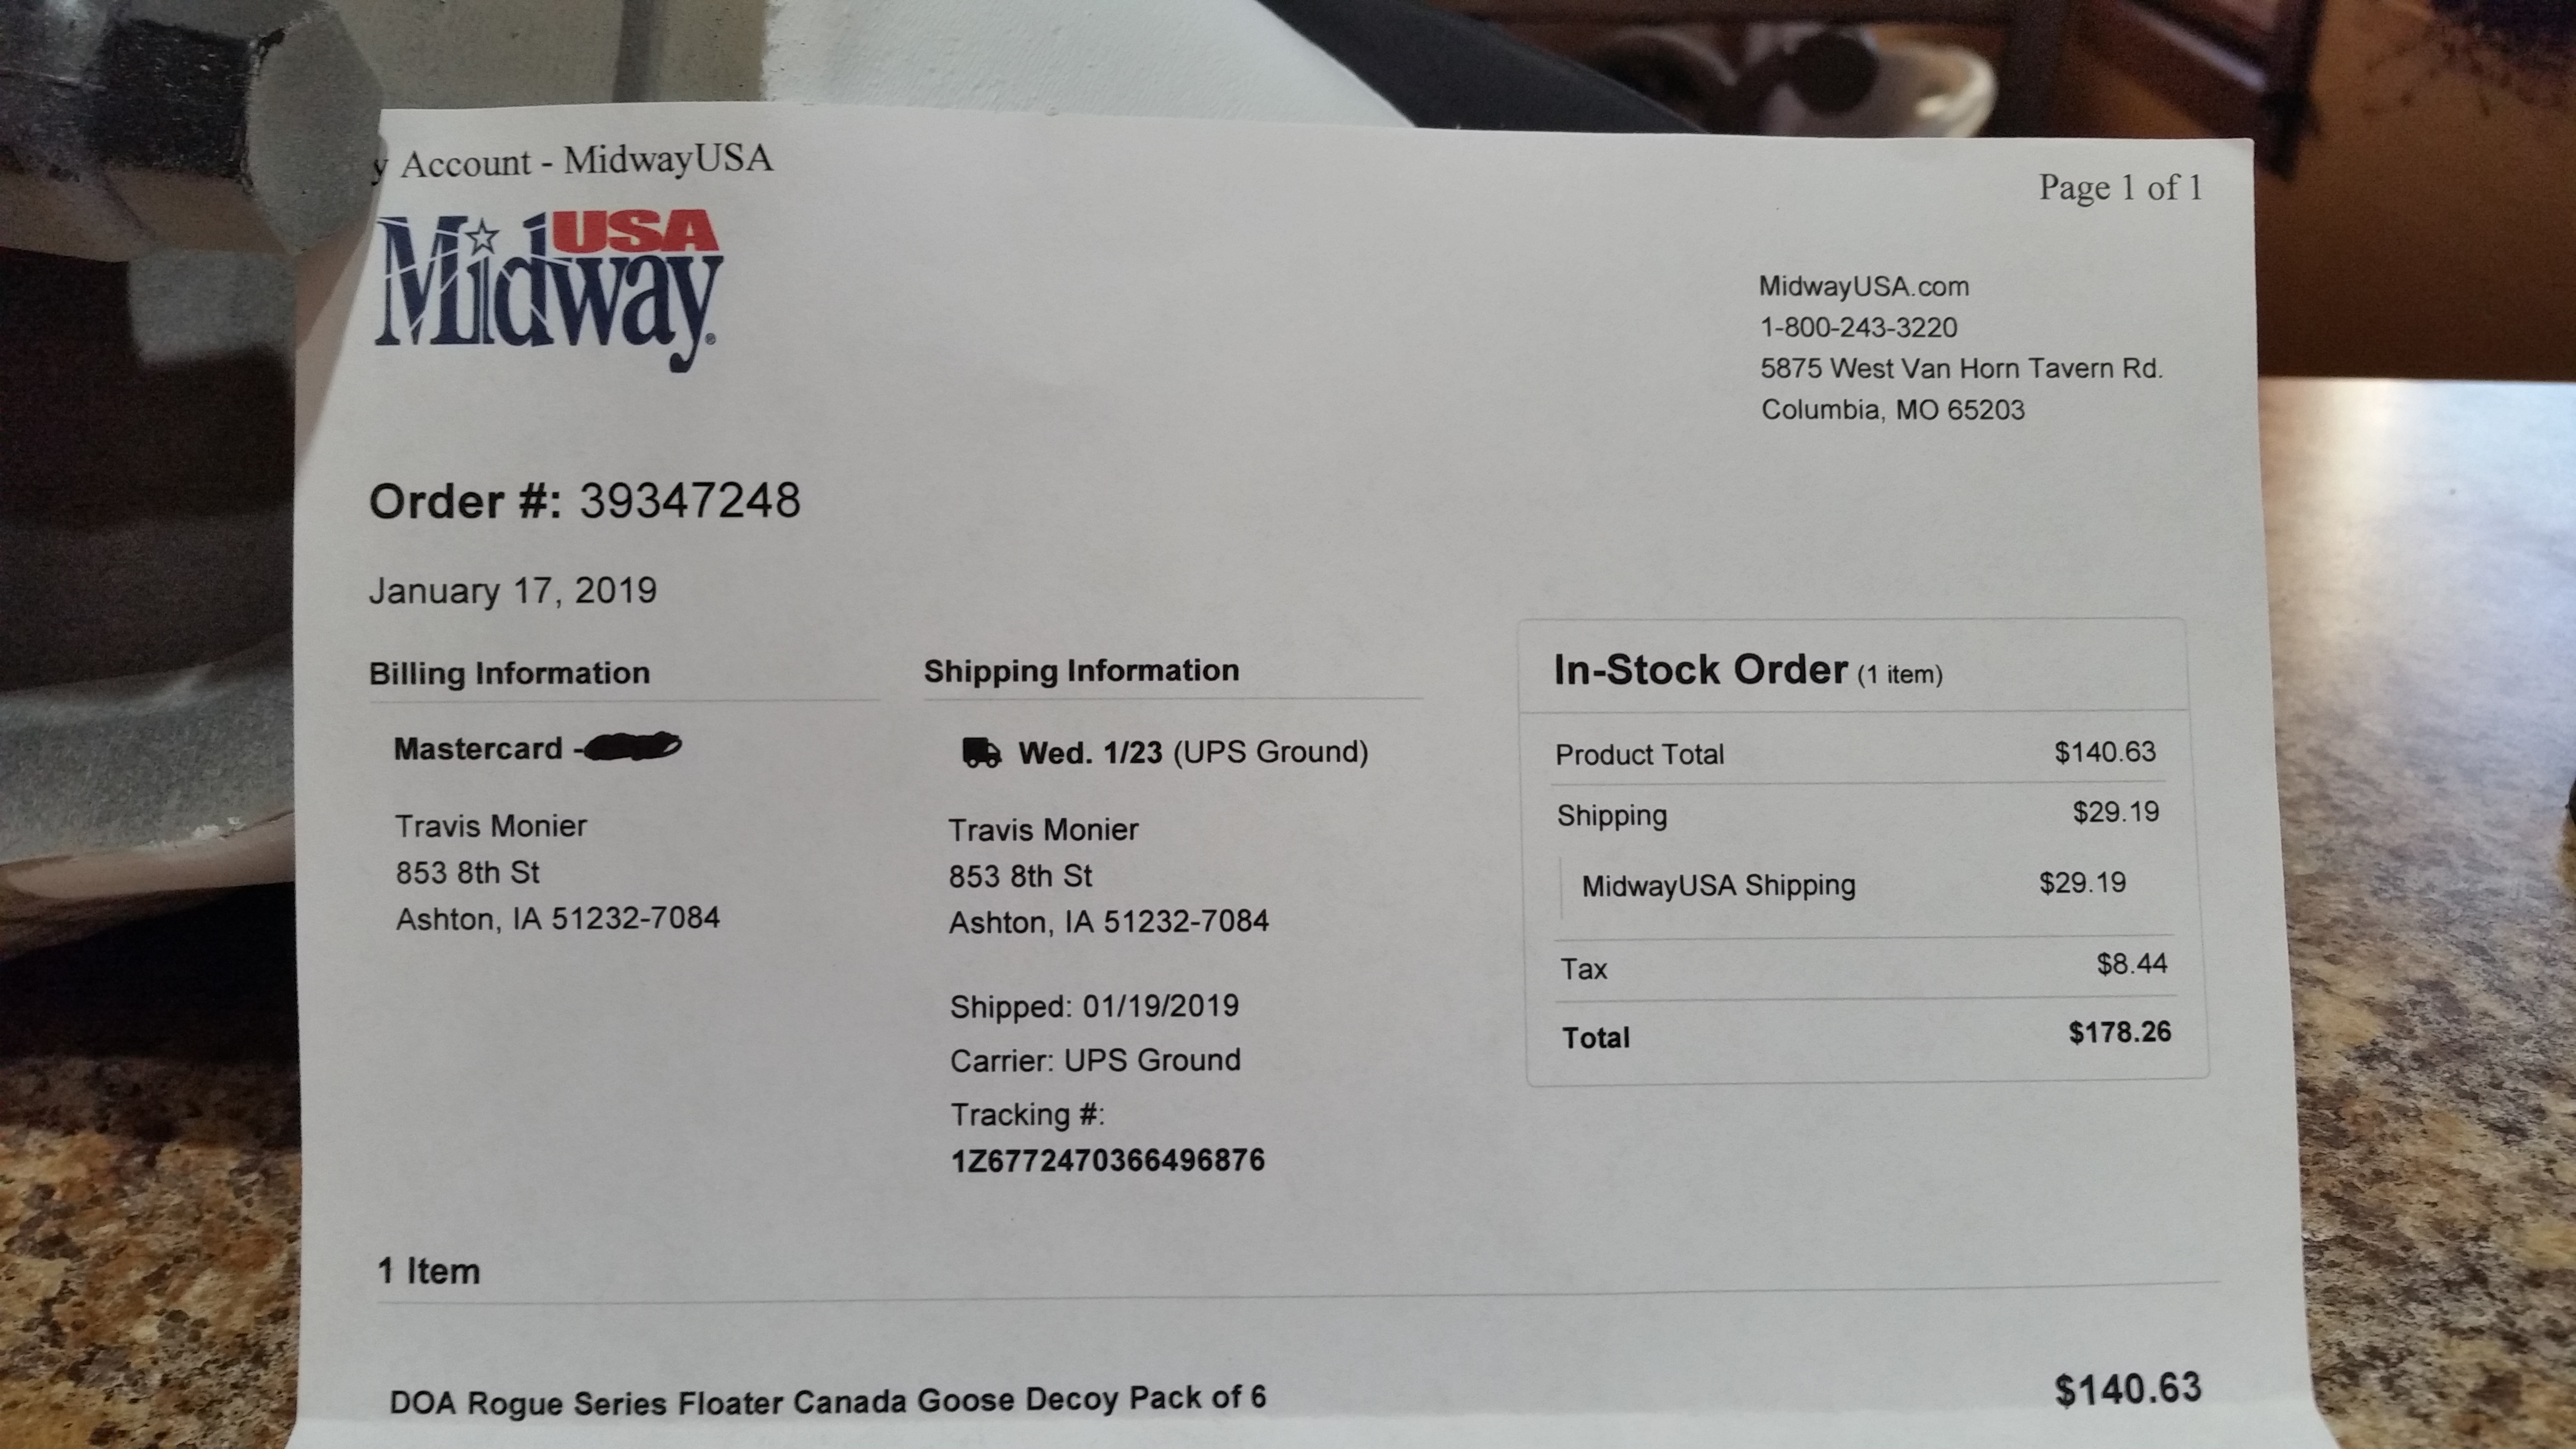 y Account - MidwayUSA
Page 1 of 1
MidwayUSA
MidwayUSA.com
1-800-243-3220
5875 West Van Horn Tavern Rd.
Columbia, MO 65203
Order #: 39347248
January 17, 2019
Billing Information
Mastercard -
Travis Monier
853 8th St
Ashton, IA 51232-7084
Shipping Information
Wed. 1/23 (UPS Ground)
Travis Monier
853 8th St
Ashton, IA 51232-7084
Shipped: 01/19/2019
Carrier: UPS Ground
Tracking #:
1Z6772470366496876
In-Stock Order (1 item)
Product Total $140.63
Shipping $29.19
MidwayUSA Shipping $29.19
Tax $8.44
Total $178.26
1 Item
DOA Rogue Series Floater Canada Goose Decoy Pack of 6 $140.63